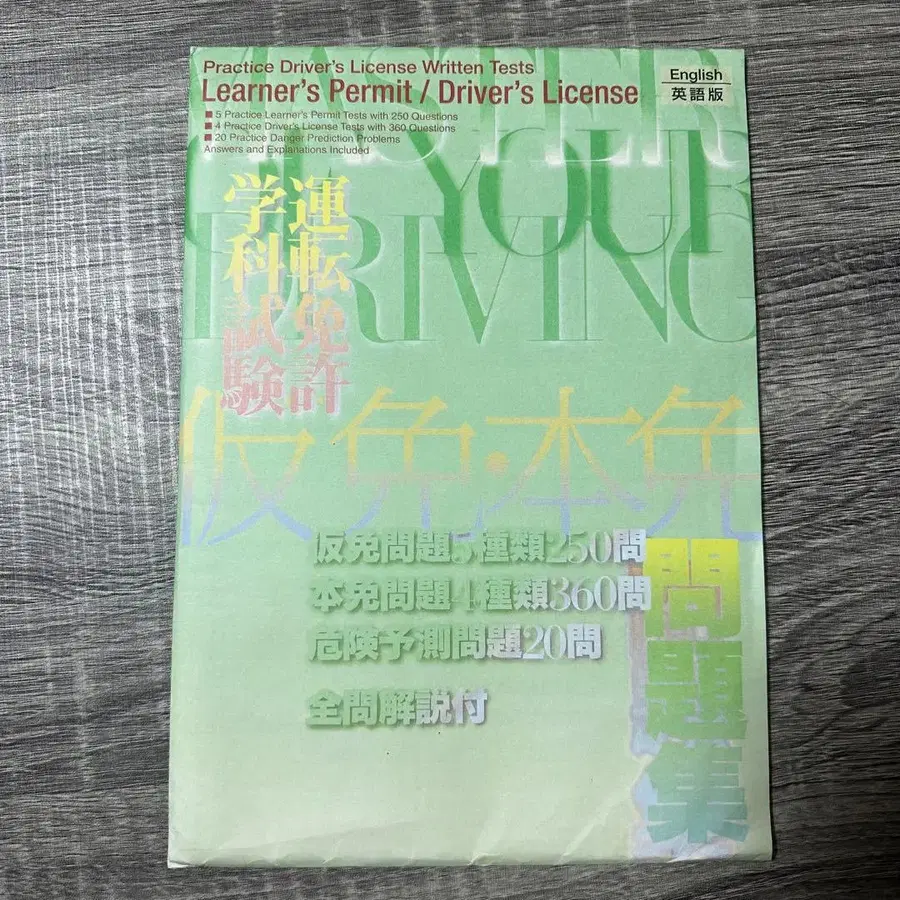 Practice Driver's License Written Tests
Learner's Permit / Driver's License
English
英語版
■ 5 Practice Learner's Permit Tests with 250 Questions
■ 4 Practice Driver's License Tests with 360 Questions
■ 20 Practice Danger Prediction Problems
Answers and Explanations Included
MASTER
YOUR
DRIVING
運転免許
学科試験
仮免・本免
仮免問題5種類250問
本免問題4種類360問
危険予測問題20問
全問解説付
問題集